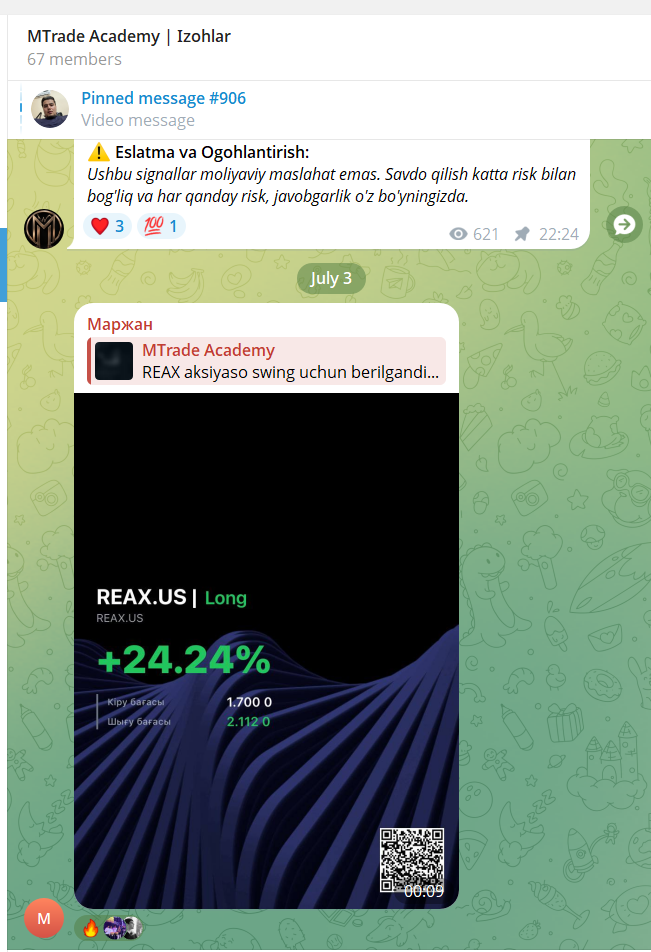 MTrade Academy | Izohlar
67 members
Pinned message #906
Video message
⚠️ Eslatma va Ogohlantirish:
Ushbu signallar moliyaviy maslahat emas. Savdo qilish katta risk bilan
bog'liq va har qanday risk, javobgarlik o'z bo'yningizda.
❤️ 3 💯 1 621 22:24
July 3
Маржан
MTrade Academy
REAX aksiyaso swing uchun berilgandi...
REAX.US | Long
REAX.US
+24.24%
Кіру бағасы 1.700 0
Шығу бағасы 2.112 0
00:09
M